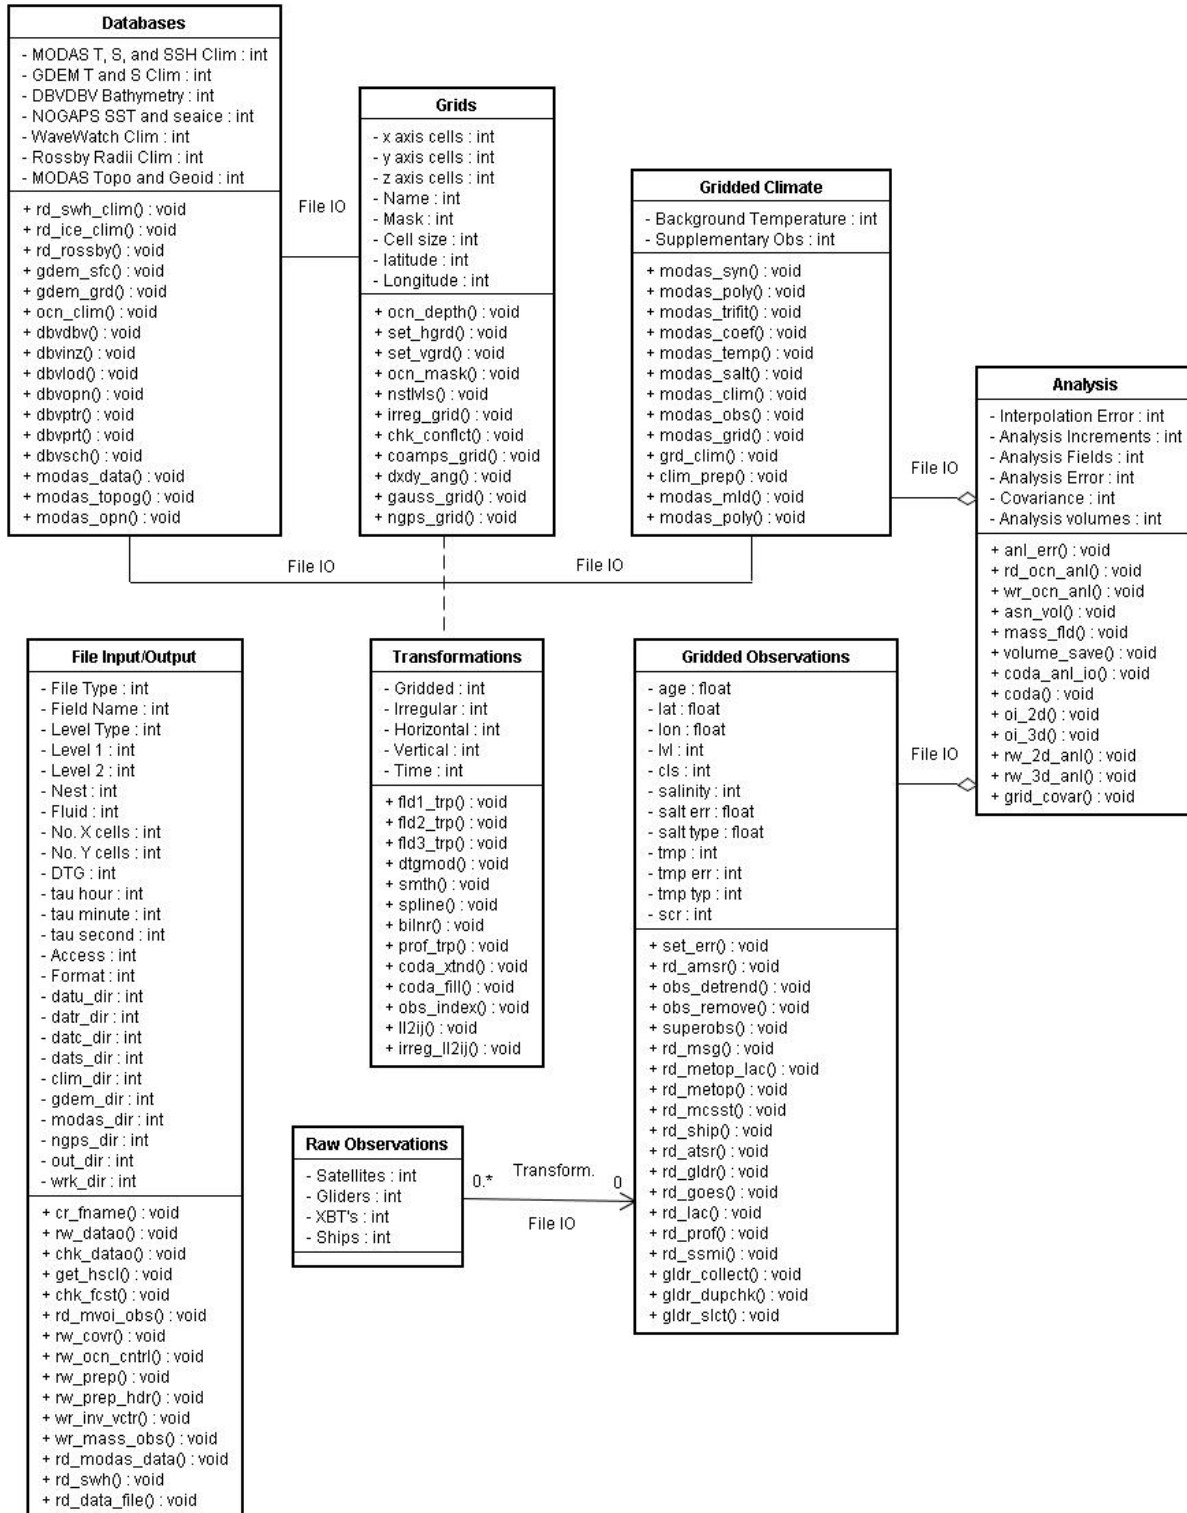 Databases
- MODAS T, S, and SSH Clim : int
- GDEM T and S Clim : int
- DBVDBV Bathymetry : int
- NOGAPS SST and seaice : int
- WaveWatch Clim : int
- Rossby Radii Clim : int
- MODAS Topo and Geoid : int
+ rd_swh_clim() : void
+ rd_ice_clim() : void
+ rd_rossby() : void
+ gdem_sfc() : void
+ gdem_grd() : void
+ ocn_clim() : void
+ dbvdbv() : void
+ dbvinz() : void
+ dbvlod() : void
+ dbvopn() : void
+ dbvptr() : void
+ dbvprt() : void
+ dbvsch() : void
+ modas_data() : void
+ modas_topog() : void
+ modas_opn() : void
File IO
Grids
- x axis cells : int
- y axis cells : int
- z axis cells : int
- Name : int
- Mask : int
- Cell size : int
- latitude : int
- Longitude : int
+ ocn_depth() : void
+ set_hgrd() : void
+ set_vgrd() : void
+ ocn_mask() : void
+ nstlvls() : void
+ irreg_grid() : void
+ chk_conflct() : void
+ coamps_grid() : void
+ dxdy_ang() : void
+ gauss_grid() : void
+ ngps_grid() : void
Gridded Climate
- Background Temperature : int
- Supplementary Obs : int
+ modas_syn() : void
+ modas_poly() : void
+ modas_trifit() : void
+ modas_coef() : void
+ modas_temp() : void
+ modas_salt() : void
+ modas_clim() : void
+ modas_obs() : void
+ modas_grid() : void
+ grd_clim() : void
+ clim_prep() : void
+ modas_mld() : void
+ modas_poly() : void
File IO
Analysis
- Interpolation Error : int
- Analysis Increments : int
- Analysis Fields : int
- Analysis Error : int
- Covariance : int
- Analysis volumes : int
+ anl_err() : void
+ rd_ocn_anl() : void
+ wr_ocn_anl() : void
+ asn_vol() : void
+ mass_fld() : void
+ volume_save() : void
+ coda_anl_io() : void
+ coda() : void
+ oi_2d() : void
+ oi_3d() : void
+ rw_2d_anl() : void
+ rw_3d_anl() : void
+ grid_covar() : void
File IO
File IO
File Input/Output
- File Type : int
- Field Name : int
- Level Type : int
- Level 1 : int
- Level 2 : int
- Nest : int
- Fluid : int
- No. X cells : int
- No. Y cells : int
- DTG : int
- tau hour : int
- tau minute : int
- tau second : int
- Access : int
- Format : int
- datu_dir : int
- datr_dir : int
- datc_dir : int
- dats_dir : int
- clim_dir : int
- gdem_dir : int
- modas_dir : int
- ngps_dir : int
- out_dir : int
- wrk_dir : int
+ cr_fname() : void
+ rw_datao() : void
+ chk_datao() : void
+ get_hscl() : void
+ chk_fcst() : void
+ rd_mvoi_obs() : void
+ rw_covr() : void
+ rw_ocn_cntrl() : void
+ rw_prep() : void
+ rw_prep_hdr() : void
+ wr_inv_vctr() : void
+ wr_mass_obs() : void
+ rd_modas_data() : void
+ rd_swh() : void
+ rd_data_file() : void
Transformations
- Gridded : int
- Irregular : int
- Horizontal : int
- Vertical : int
- Time : int
+ fld1_trp() : void
+ fld2_trp() : void
+ fld3_trp() : void
+ dtgmod() : void
+ smth() : void
+ spline() : void
+ bilnr() : void
+ prof_trp() : void
+ coda_xtnd() : void
+ coda_fill() : void
+ obs_index() : void
+ ll2ij() : void
+ irreg_ll2ij() : void
Raw Observations
- Satellites : int
- Gliders : int
- XBT's : int
- Ships : int
0..*
Transform.
0
File IO
Gridded Observations
- age : float
- lat : float
- lon : float
- lvl : int
- cls : int
- salinity : int
- salt err : float
- salt type : float
- tmp : int
- tmp err : int
- tmp typ : int
- scr : int
+ set_err() : void
+ rd_amsr() : void
+ obs_detrend() : void
+ obs_remove() : void
+ superobs() : void
+ rd_msg() : void
+ rd_metop_lac() : void
+ rd_metop() : void
+ rd_mcsst() : void
+ rd_ship() : void
+ rd_atsr() : void
+ rd_gldr() : void
+ rd_goes() : void
+ rd_lac() : void
+ rd_prof() : void
+ rd_ssmi() : void
+ gldr_collect() : void
+ gldr_dupchk() : void
+ gldr_slct() : void
File IO